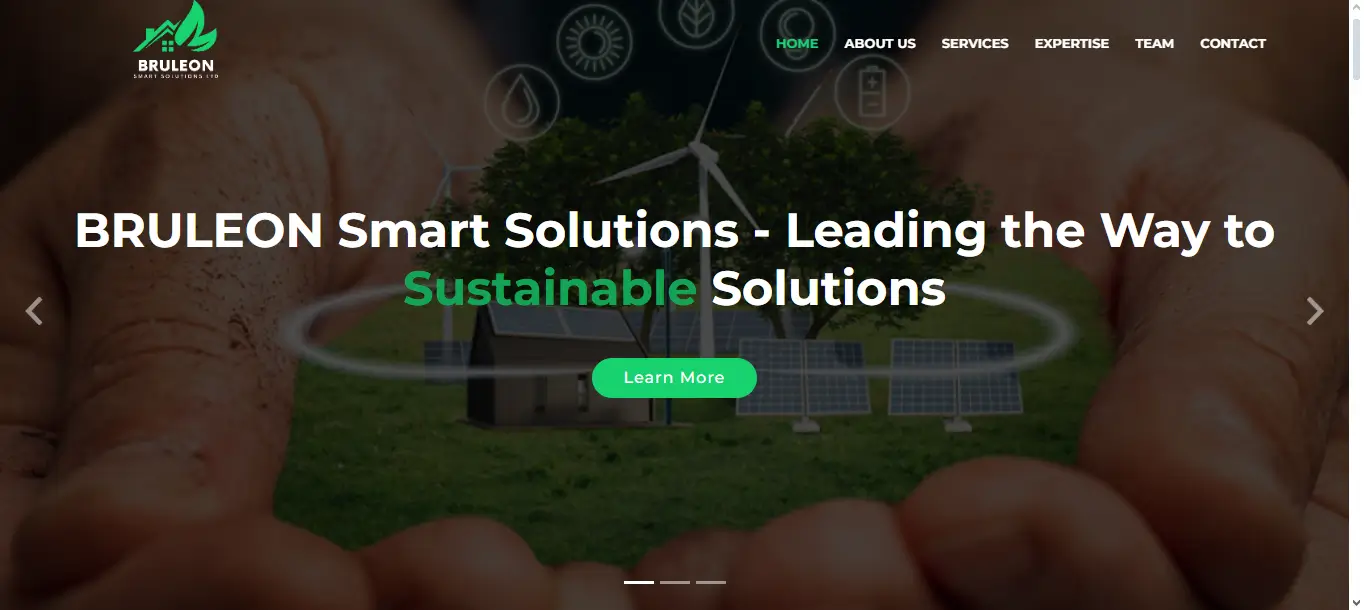 BRULEON
SMART SOLUTIONS LTD
HOME ABOUT US SERVICES EXPERTISE TEAM CONTACT
BRULEON Smart Solutions - Leading the Way to
Sustainable Solutions
Learn More